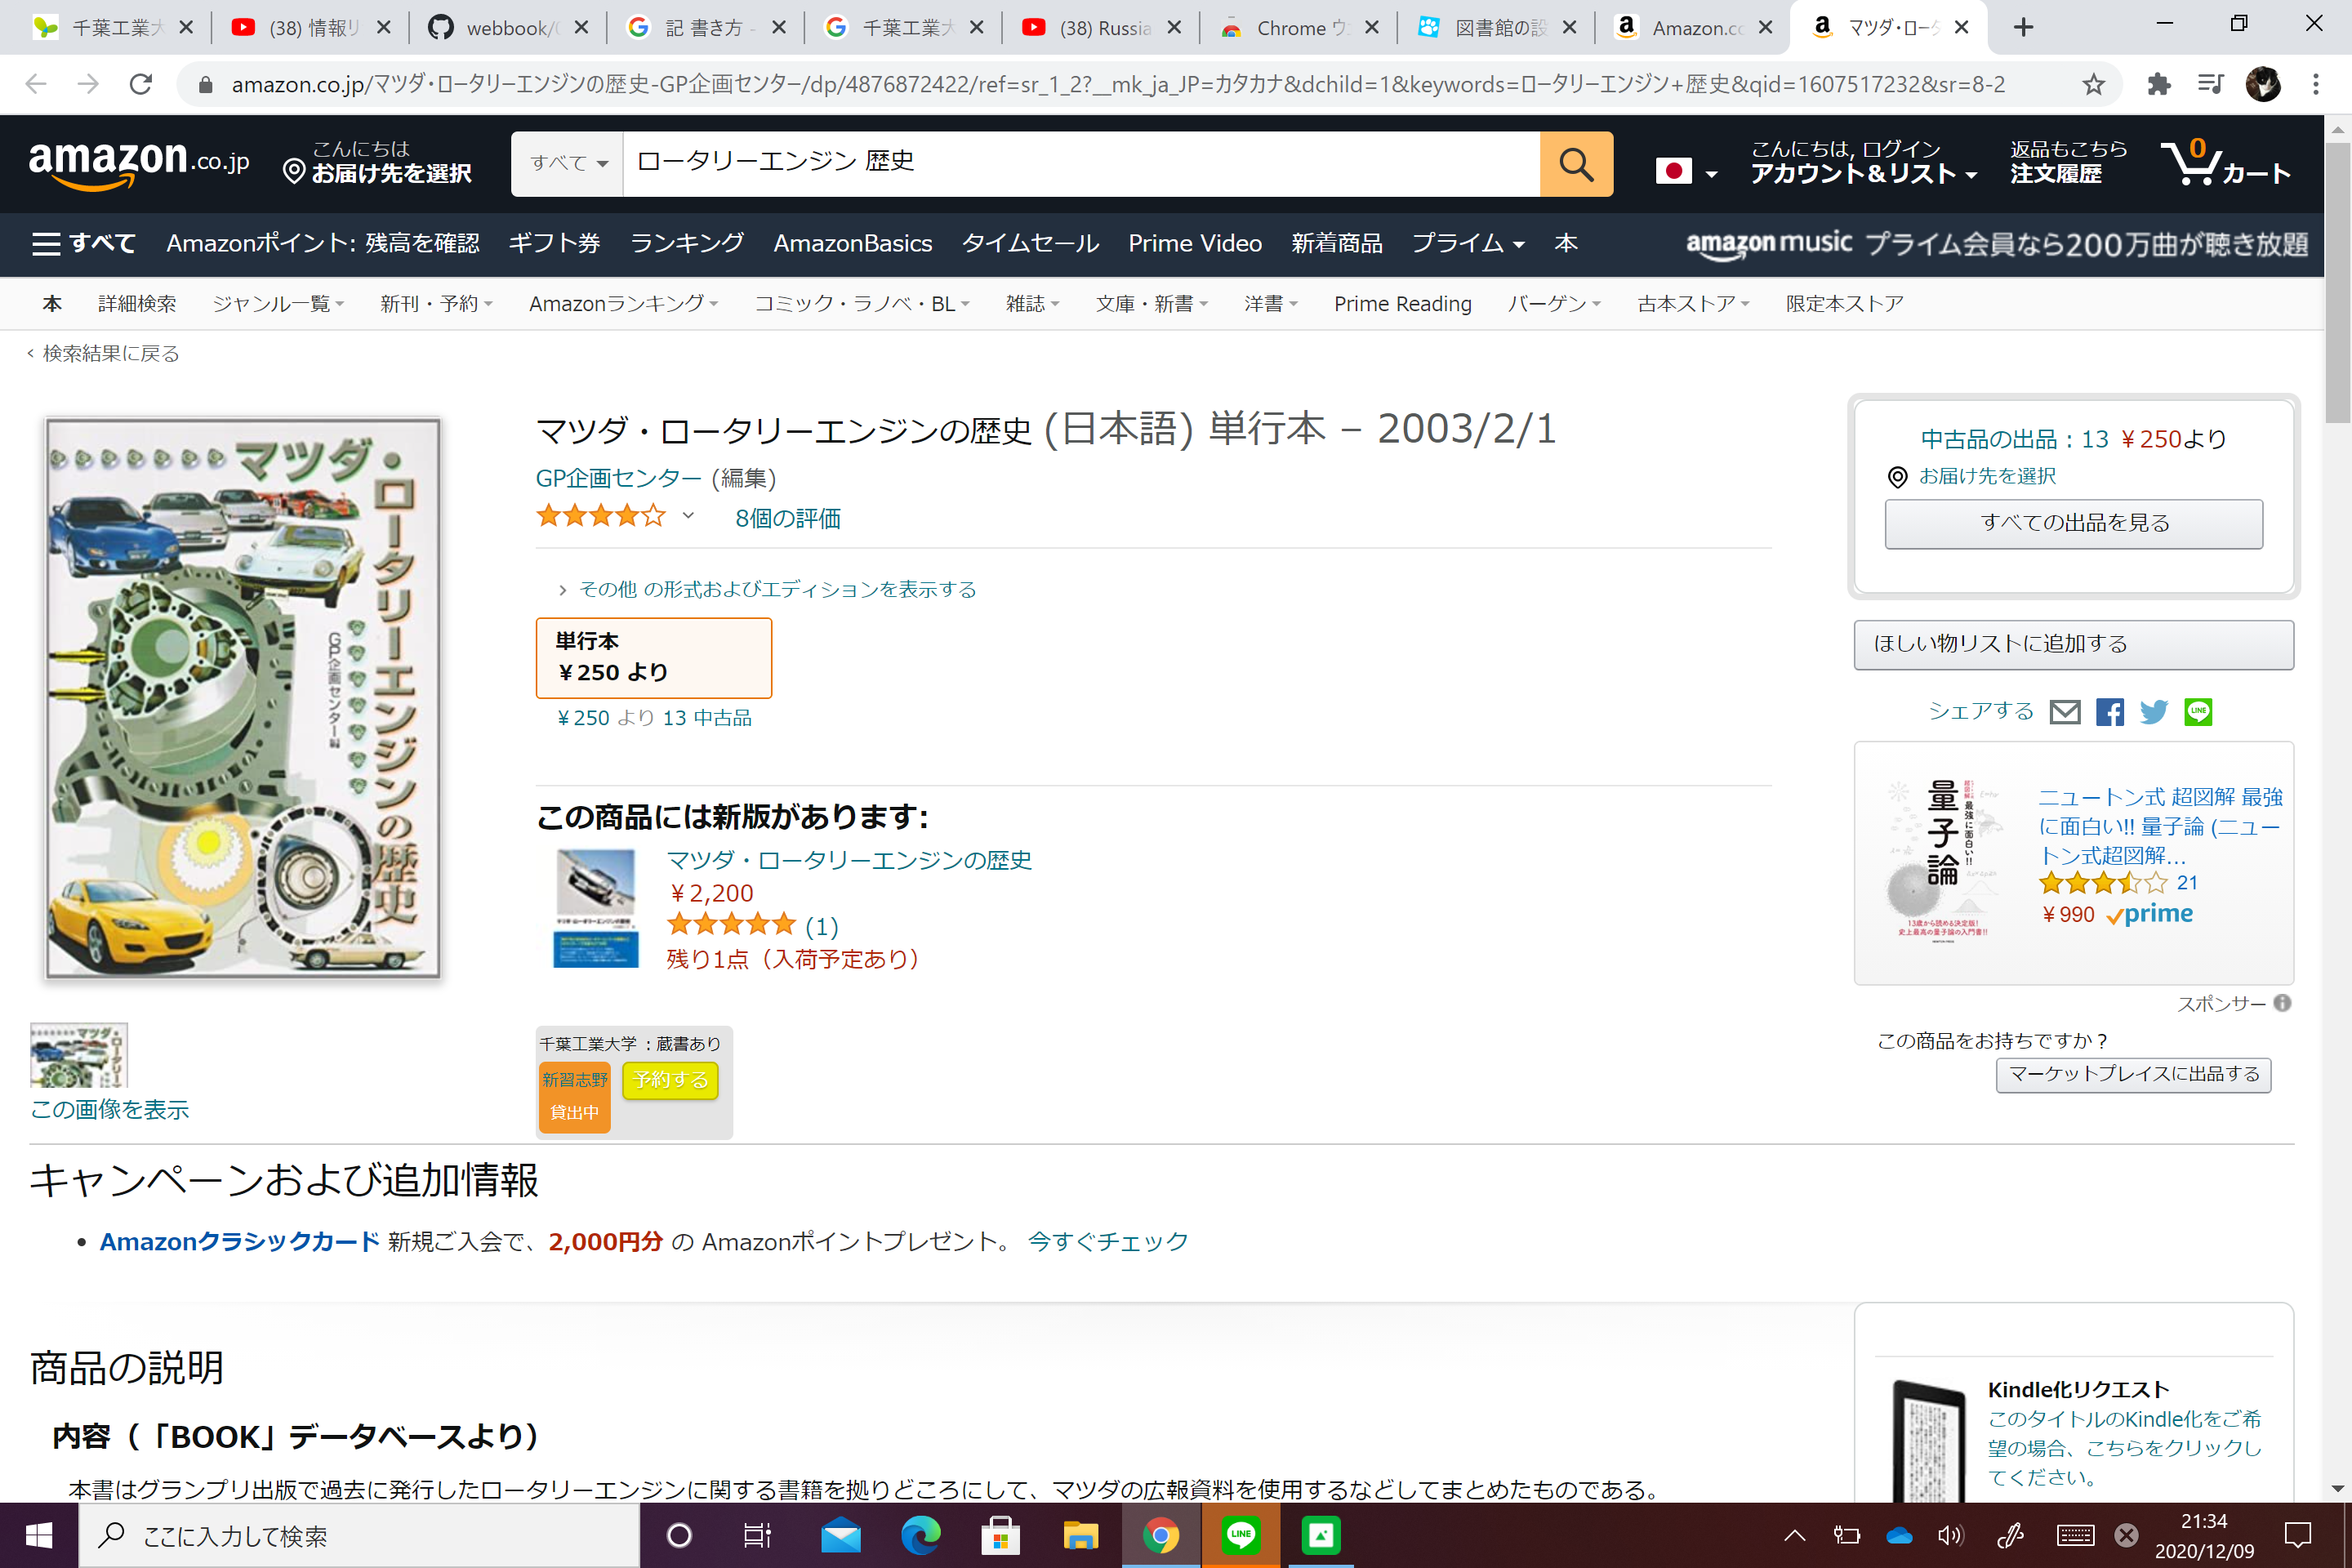 千葉工業大
(38) 情報リ
webbook/
記 書き方 -
千葉工業大
(38) Russia
Chrome ウ
図書館の設
Amazon.co
マツダ・ロータ
amazon.co.jp/マツダ・ロータリーエンジンの歴史-GP企画センター/dp/4876872422/ref=sr_1_2?__mk_ja_JP=カタカナ&dchild=1&keywords=ロータリーエンジン+歴史&qid=1607517232&sr=8-2
amazon.co.jp
こんにちは
お届け先を選択
すべて
ロータリーエンジン 歴史
こんにちは, ログイン
アカウント&リスト
返品もこちら
注文履歴
0
カート
すべて
Amazonポイント: 残高を確認
ギフト券
ランキング
AmazonBasics
タイムセール
Prime Video
新着商品
プライム
本
amazon music プライム会員なら200万曲が聴き放題
本
詳細検索
ジャンル一覧
新刊・予約
Amazonランキング
コミック・ラノベ・BL
雑誌
文庫・新書
洋書
Prime Reading
バーゲン
古本ストア
限定本ストア
‹ 検索結果に戻る
マツダ・ロータリーエンジンの歴史
GP企画センター編
マツダ・ロータリーエンジンの歴史 (日本語) 単行本 – 2003/2/1
GP企画センター (編集)
8個の評価
› その他 の形式およびエディションを表示する
単行本
￥250 より
￥250 より 13 中古品
この商品には新版があります:
マツダ・ロータリーエンジンの歴史
￥2,200
(1)
残り1点（入荷予定あり）
千葉工業大学 : 蔵書あり
新習志野
貸出中
予約する
この画像を表示
中古品の出品：13 ￥250より
お届け先を選択
すべての出品を見る
ほしい物リストに追加する
シェアする
LINE
量子論
最強に面白い!!
13歳から読める決定版!
史上最高の量子論の入門書!!
ニュートン式 超図解 最強
に面白い!! 量子論 (ニュー
トン式超図解…
21
￥990 prime
スポンサー
この商品をお持ちですか？
マーケットプレイスに出品する
キャンペーンおよび追加情報
• Amazonクラシックカード 新規ご入会で、2,000円分 の Amazonポイントプレゼント。 今すぐチェック
商品の説明
内容（「BOOK」データベースより）
本書はグランプリ出版で過去に発行したロータリーエンジンに関する書籍を拠りどころにして、マツダの広報資料を使用するなどしてまとめたものである。
Kindle化リクエスト
このタイトルのKindle化をご希
望の場合、こちらをクリックし
てください。
ここに入力して検索
LINE
21:34
2020/12/09